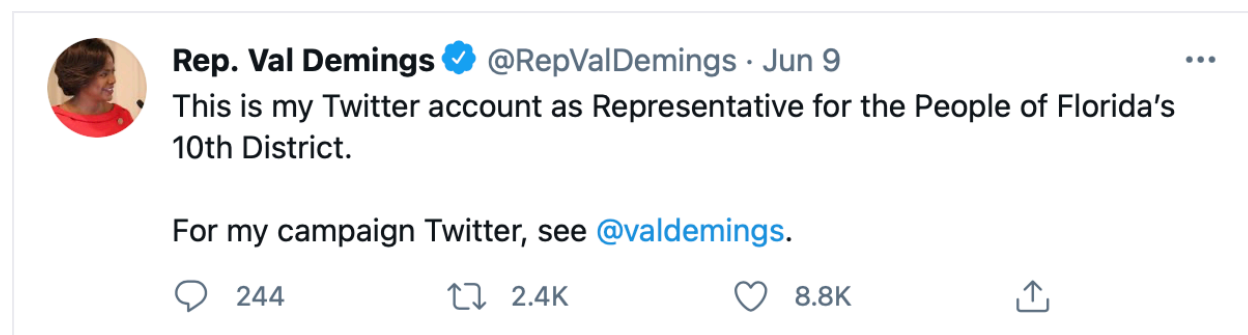 Rep. Val Demings @RepValDemings · Jun 9
This is my Twitter account as Representative for the People of Florida’s
10th District.
For my campaign Twitter, see @valdemings.
244 2.4K 8.8K